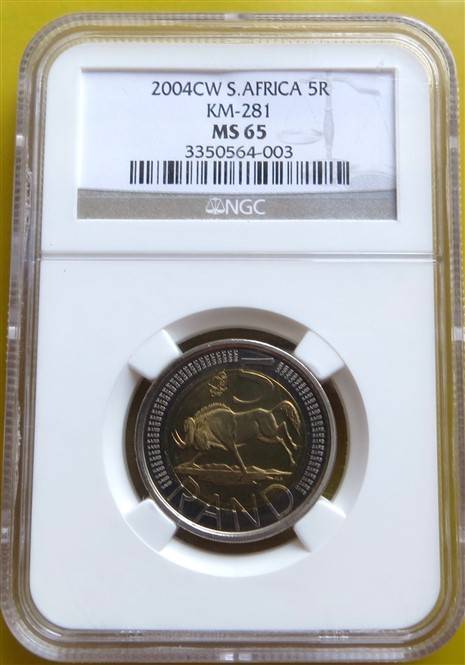 2004CW S.AFRICA 5R
KM-281
MS 65
3350564-003
NGC
5
RAND